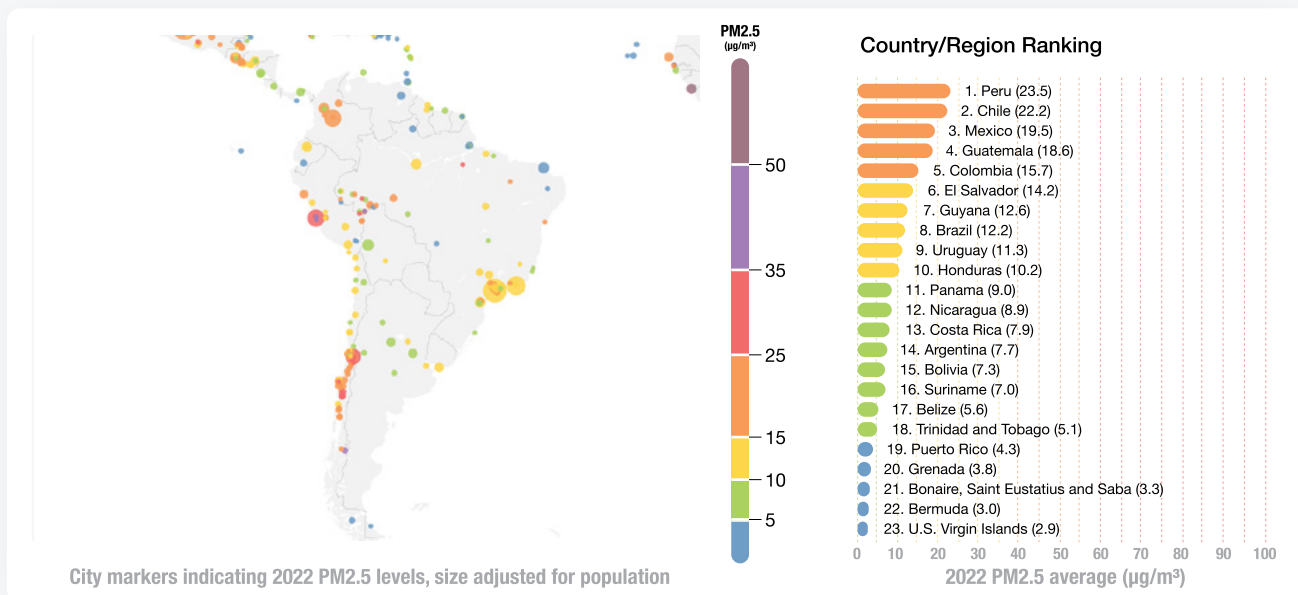 PM2.5
(µg/m³)
50
35
25
15
10
5
City markers indicating 2022 PM2.5 levels, size adjusted for population
Country/Region Ranking
1. Peru (23.5)
2. Chile (22.2)
3. Mexico (19.5)
4. Guatemala (18.6)
5. Colombia (15.7)
6. El Salvador (14.2)
7. Guyana (12.6)
8. Brazil (12.2)
9. Uruguay (11.3)
10. Honduras (10.2)
11. Panama (9.0)
12. Nicaragua (8.9)
13. Costa Rica (7.9)
14. Argentina (7.7)
15. Bolivia (7.3)
16. Suriname (7.0)
17. Belize (5.6)
18. Trinidad and Tobago (5.1)
19. Puerto Rico (4.3)
20. Grenada (3.8)
21. Bonaire, Saint Eustatius and Saba (3.3)
22. Bermuda (3.0)
23. U.S. Virgin Islands (2.9)
0 10 20 30 40 50 60 70 80 90 100
2022 PM2.5 average (µg/m³)